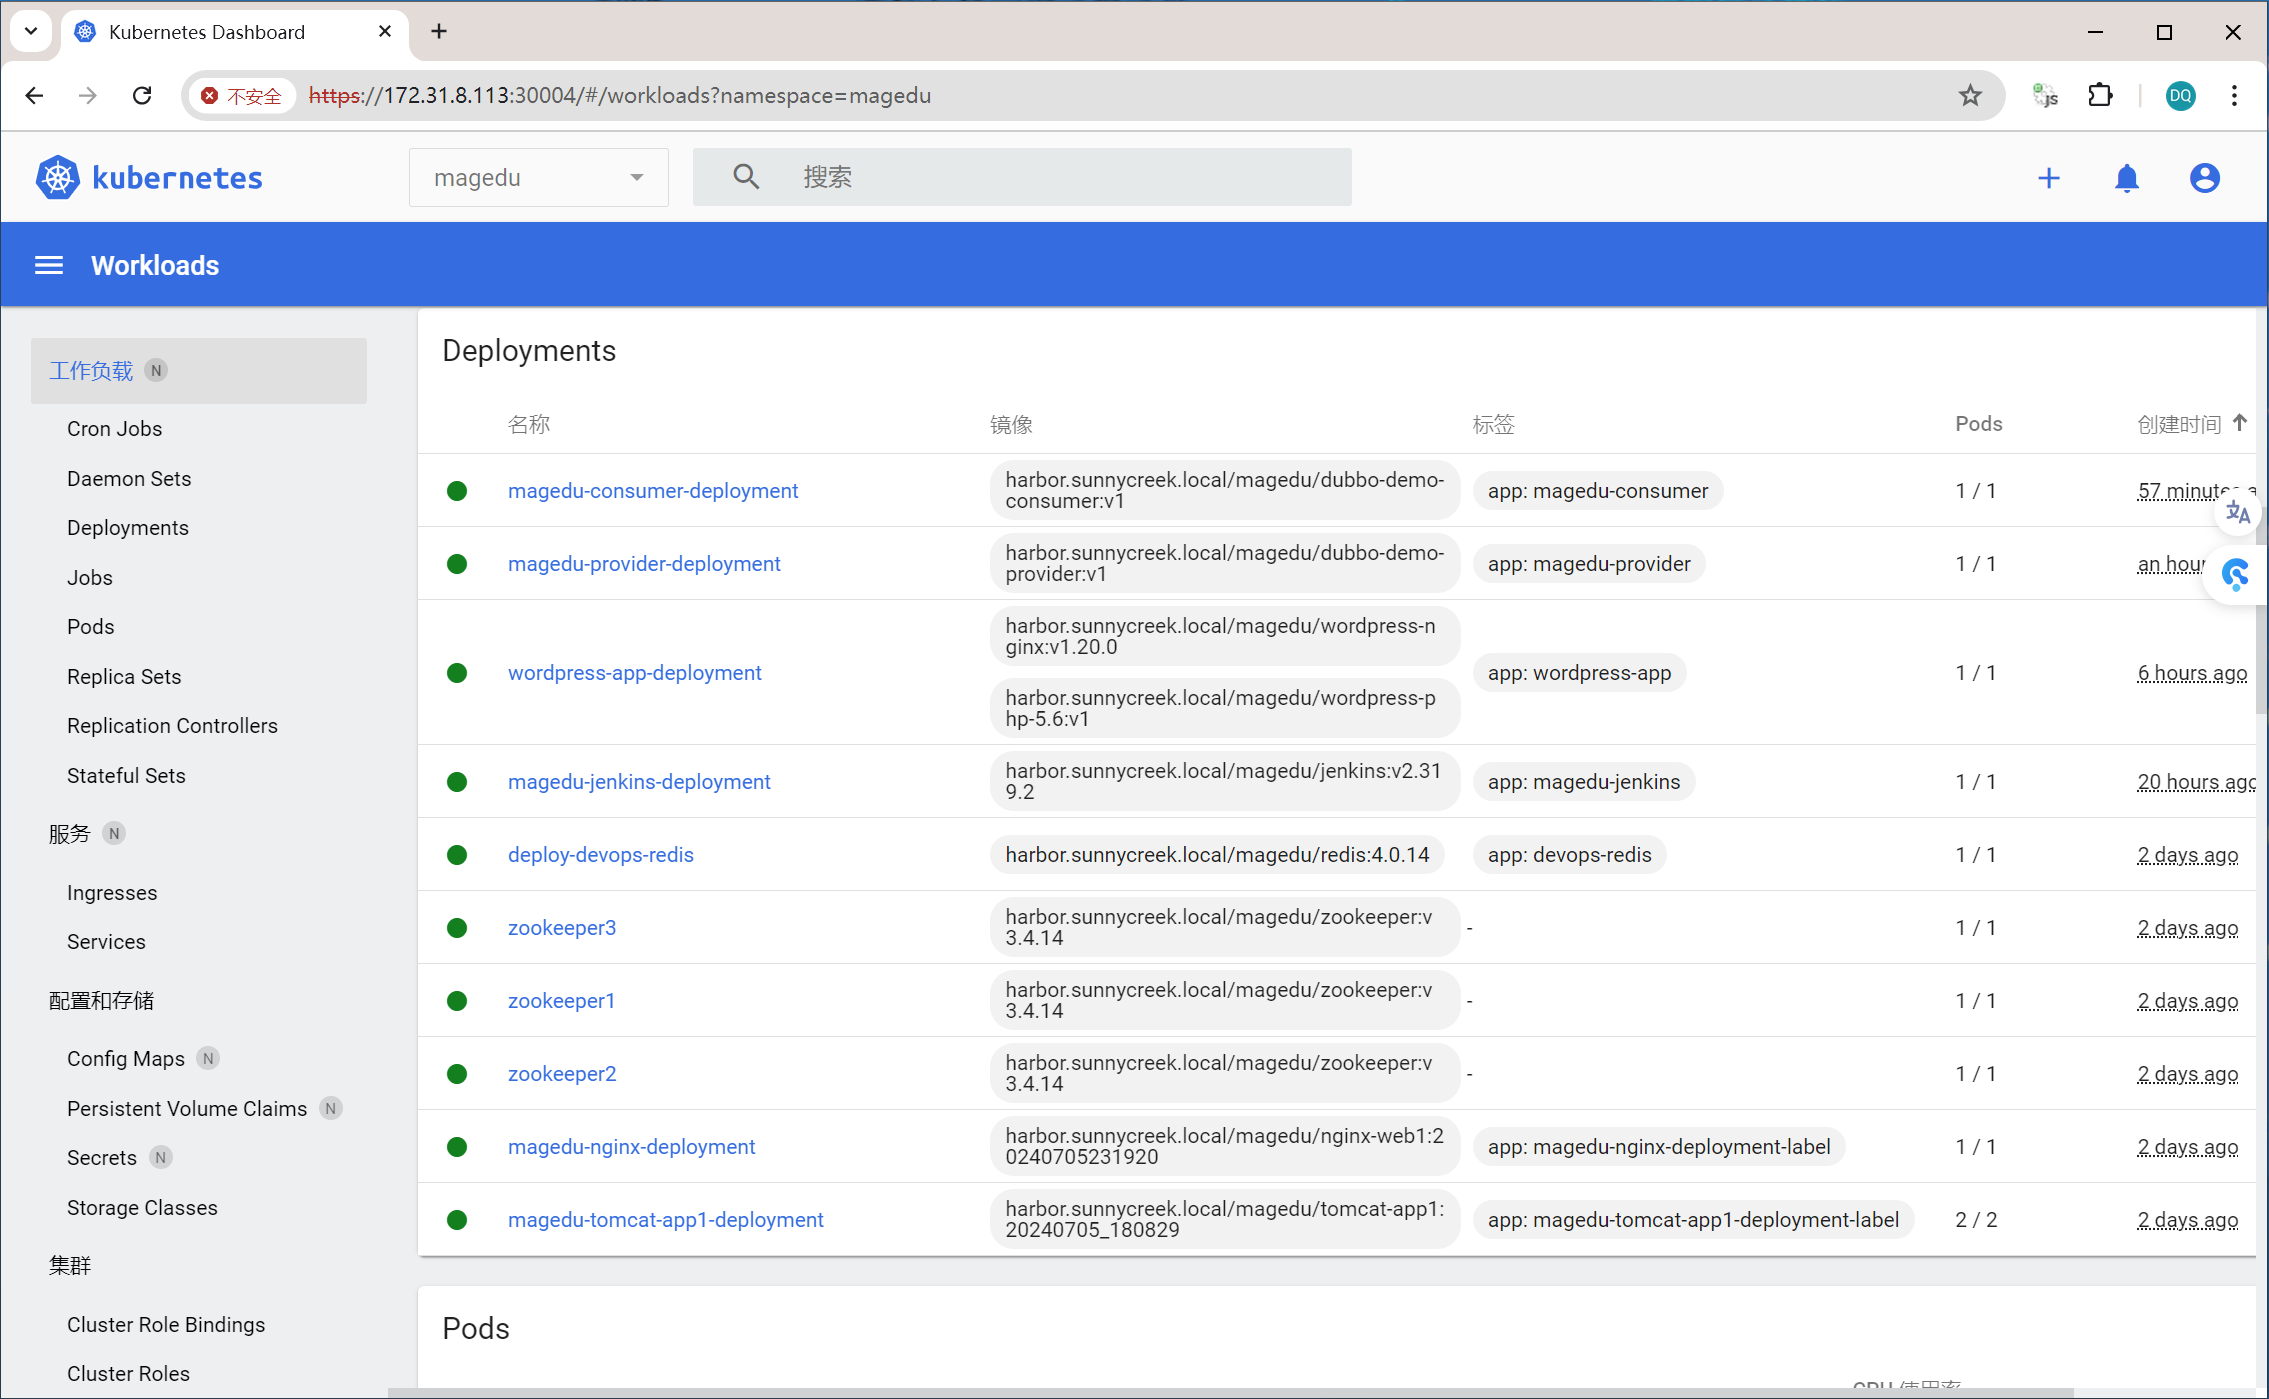 Kubernetes Dashboard
不安全
https://172.31.8.113:30004/#/workloads?namespace=magedu
js
DQ
kubernetes
magedu
搜索
Workloads
工作负载 N
Cron Jobs
Daemon Sets
Deployments
Jobs
Pods
Replica Sets
Replication Controllers
Stateful Sets
服务 N
Ingresses
Services
配置和存储
Config Maps N
Persistent Volume Claims N
Secrets N
Storage Classes
集群
Cluster Role Bindings
Cluster Roles
Deployments
名称 镜像 标签 Pods 创建时间
magedu-consumer-deployment
harbor.sunnycreek.local/magedu/dubbo-demo-
consumer:v1
app: magedu-consumer
1 / 1
57 minutes a
magedu-provider-deployment
harbor.sunnycreek.local/magedu/dubbo-demo-
provider:v1
app: magedu-provider
1 / 1
an hour
wordpress-app-deployment
harbor.sunnycreek.local/magedu/wordpress-n
ginx:v1.20.0
harbor.sunnycreek.local/magedu/wordpress-p
hp-5.6:v1
app: wordpress-app
1 / 1
6 hours ago
magedu-jenkins-deployment
harbor.sunnycreek.local/magedu/jenkins:v2.31
9.2
app: magedu-jenkins
1 / 1
20 hours ago
deploy-devops-redis
harbor.sunnycreek.local/magedu/redis:4.0.14
app: devops-redis
1 / 1
2 days ago
zookeeper3
harbor.sunnycreek.local/magedu/zookeeper:v
3.4.14
-
1 / 1
2 days ago
zookeeper1
harbor.sunnycreek.local/magedu/zookeeper:v
3.4.14
-
1 / 1
2 days ago
zookeeper2
harbor.sunnycreek.local/magedu/zookeeper:v
3.4.14
-
1 / 1
2 days ago
magedu-nginx-deployment
harbor.sunnycreek.local/magedu/nginx-web1:2
0240705231920
app: magedu-nginx-deployment-label
1 / 1
2 days ago
magedu-tomcat-app1-deployment
harbor.sunnycreek.local/magedu/tomcat-app1:
20240705_180829
app: magedu-tomcat-app1-deployment-label
2 / 2
2 days ago
Pods
CPU 使用率